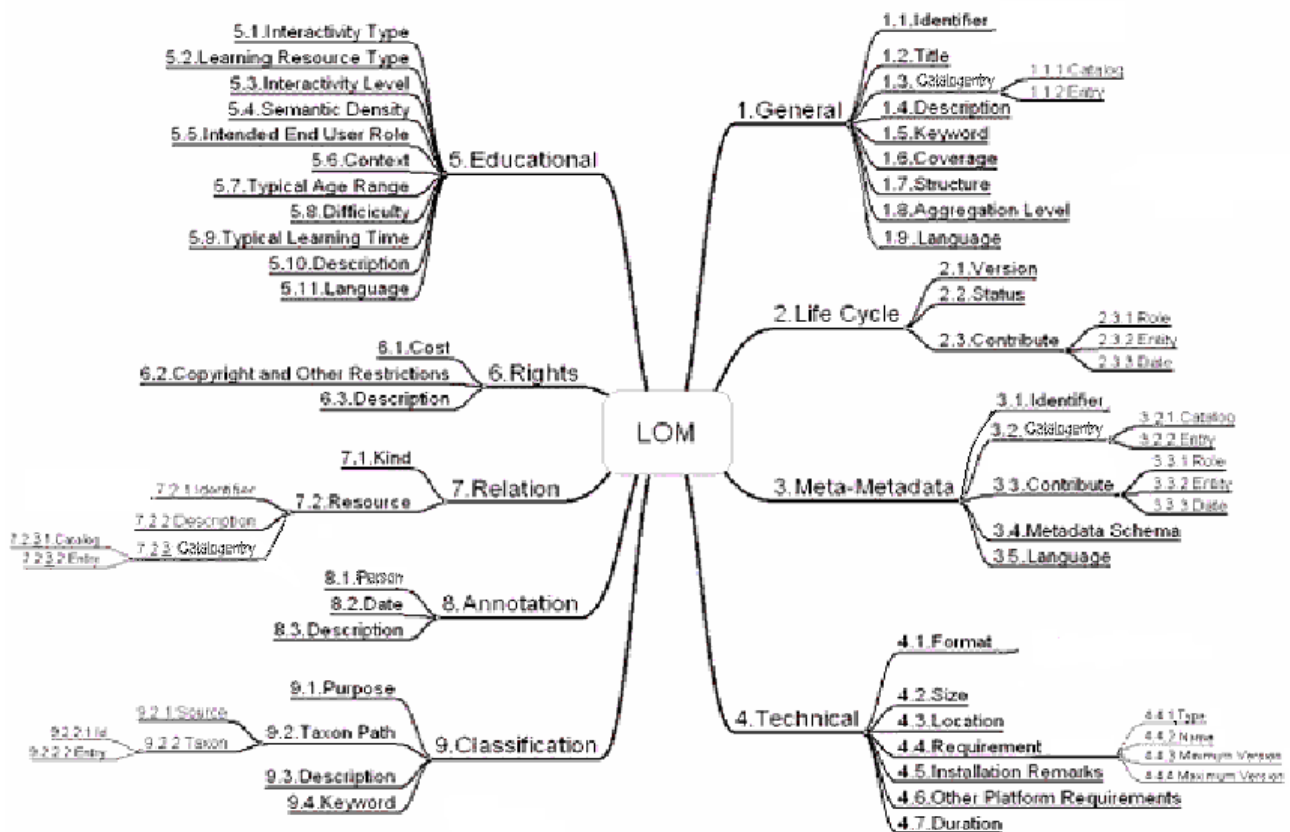 LOM
1.General
1.1.Identifier
1.2.Title
1.3. Catalogentry
1.1.1.Catalog
1.1.2 Entry
1.4.Description
1.5.Keyword
1.6.Coverage
1.7.Structure
1.8.Aggregation Level
1.9.Language
2.Life Cycle
2.1.Version
2.2.Status
2.3.Contribute
2.3.1 Role
2.3.2 Entity
2.3.3 Date
3.Meta-Metadata
3.1.Identifier
3.2. Catalogentry
3.2.1. Catalog
3.2.2. Entry
3.3.Contribute
3.3.1 Role
3.3.2 Entity
3.3.3 Date
3.4.Metadata Schema
3.5.Language
4.Technical
4.1.Format
4.2.Size
4.3.Location
4.4.Requirement
4.4.1 Type
4.4.2 Name
4.4.3 Minimum Version
4.4.4 Maximum Version
4.5.Installation Remarks
4.6.Other Platform Requirements
4.7.Duration
5.Educational
5.1.Interactivity Type
5.2.Learning Resource Type
5.3.Interactivity Level
5.4.Semantic Density
5.5.Intended End User Role
5.6.Context
5.7.Typical Age Range
5.8.Difficiculty
5.9.Typical Learning Time
5.10.Description
5.11.Language
6.Rights
6.1.Cost
6.2.Copyright and Other Restrictions
6.3.Description
7.Relation
7.1.Kind
7.2.Resource
7.2.1 Identifier
7.2.2 Description
7.2.3 Catalogentry
7.2.3.1.Catalog
7.2.3.2 Entry
8.Annotation
8.1.Person
8.2.Date
8.3.Description
9.Classification
9.1.Purpose
9.2.Taxon Path
9.2.1 Source
9.2.2 Taxon
9.2.2.1 Id
9.2.2.2 Entry
9.3.Description
9.4.Keyword